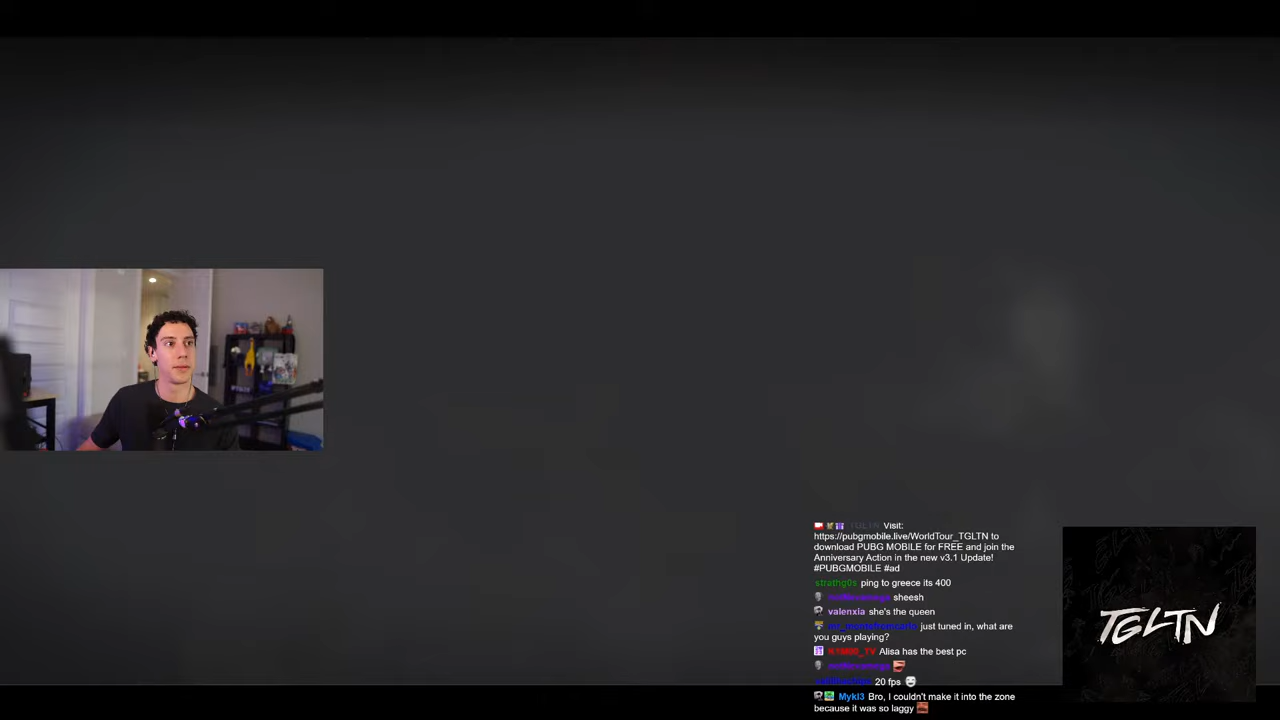 Visit:
https://pubgmobile.live/WorldTour_TGLTN to
download PUBG MOBILE for FREE and join the
Anniversary Action in the new v3.1 Update!
#PUBGMOBILE #ad
strathg0s ping to greece its 400
sheesh
valenxia she's the queen
just tuned in, what are
you guys playing?
Alisa has the best pc
20 fps
Mykl3 Bro, I couldn't make it into the zone
because it was so laggy
TGLTN